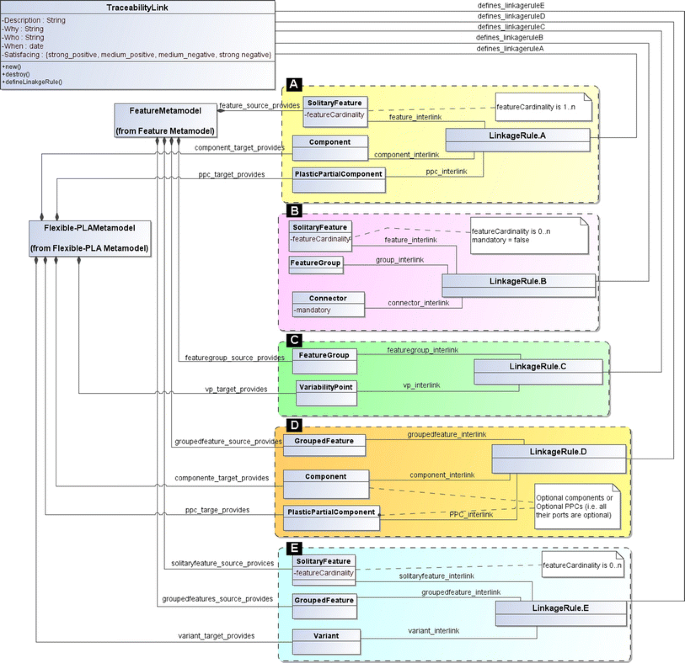 TraceabilityLink
-Description : String
-Why : String
-Who : String
-When : date
-Satisfacing : {strong_positive, medium_positive, medium_negative, strong negative}
+new()
+destroy()
+defineLinakgeRule()
defines_linkageruleE
defines_linkageruleD
defines_linkageruleC
defines_linkageruleB
defines_linkageruleA
FeatureMetamodel
(from Feature Metamodel)
Flexible-PLAMetamodel
(from Flexible-PLA Metamodel)
A
feature_source_provides
SolitaryFeature
-featureCardinality
featureCardinality is 1..n
feature_interlink
LinkageRule.A
component_target_provides
Component
component_interlink
ppc_target_provides
PlasticPartialComponent
ppc_interlink
B
SolitaryFeature
-featureCardinality
featureCardinality is 0..n
mandatory = false
feature_interlink
FeatureGroup
group_interlink
LinkageRule.B
Connector
-mandatory
connector_interlink
C
featuregroup_source_provides
FeatureGroup
featuregroup_interlink
LinkageRule.C
vp_target_provides
VariabilityPoint
vp_interlink
D
groupedfeature_source_provides
GroupedFeature
groupedfeature_interlink
LinkageRule.D
componente_target_provides
Component
component_interlink
Optional components or
Optional PPCs (i.e. all
their ports are optional)
ppc_targe_provides
PlasticPartialComponent
PPC_interlink
E
solitaryfeature_source_provices
SolitaryFeature
-featureCardinality
featureCardinality is 0..n
solitaryfeature_interlink
groupedfeatures_source_provides
GroupedFeature
groupedfeature_interlink
LinkageRule.E
variant_target_provides
Variant
variant_interlink